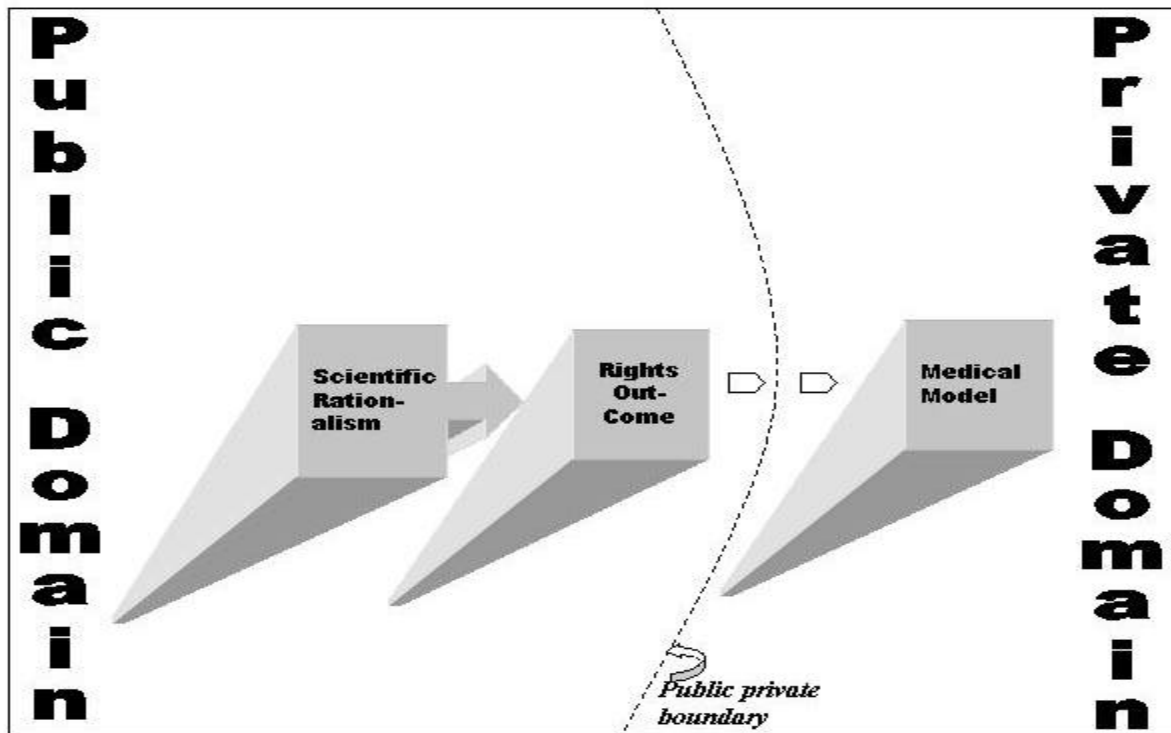 Public Domain
Scientific
Ration-
alism
Rights
Out-
Come
Medical
Model
Public private
boundary
Private Domain